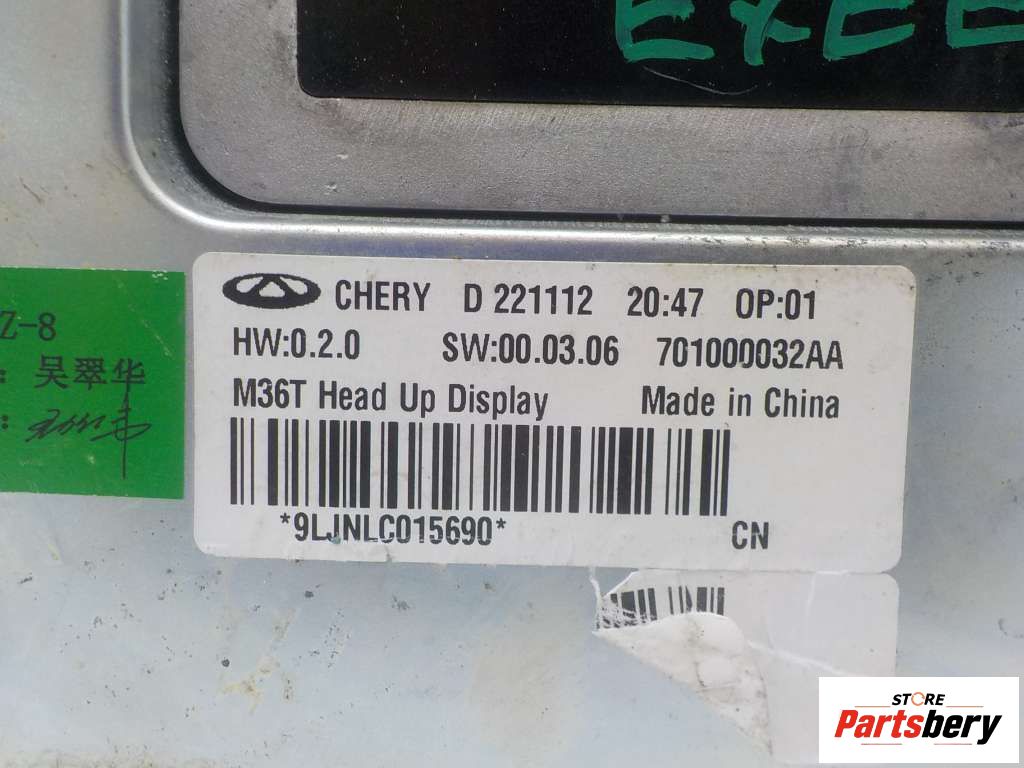 EXEE
CHERY D 221112 20:47 OP:01
HW:0.2.0 SW:00.03.06 701000032AA
M36T Head Up Display Made in China
*9LJNLC015690* CN
Z-8
: 吴翠华
:
STORE
Partsbery